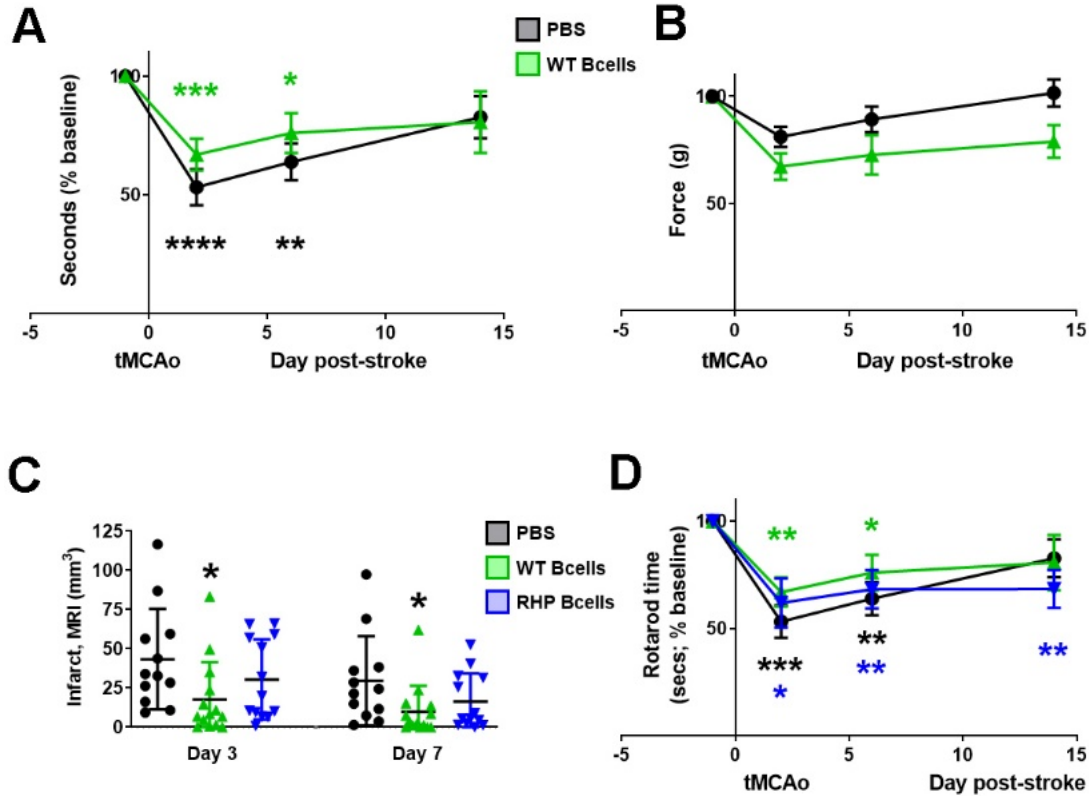 A
PBS
WT Bcells
Seconds (% baseline)
100
50
*** *
**** **
-5 0 5 10 15
tMCAo Day post-stroke
B
Force (g)
100
50
-5 0 5 10 15
tMCAo Day post-stroke
C
PBS
WT Bcells
RHP Bcells
Infarct, MRI (mm³)
125
100
75
50
25
0
* *
Day 3 Day 7
D
Rotarod time
(secs; % baseline)
100
50
** *
*** **
* ** **
-5 0 5 10 15
tMCAo Day post-stroke